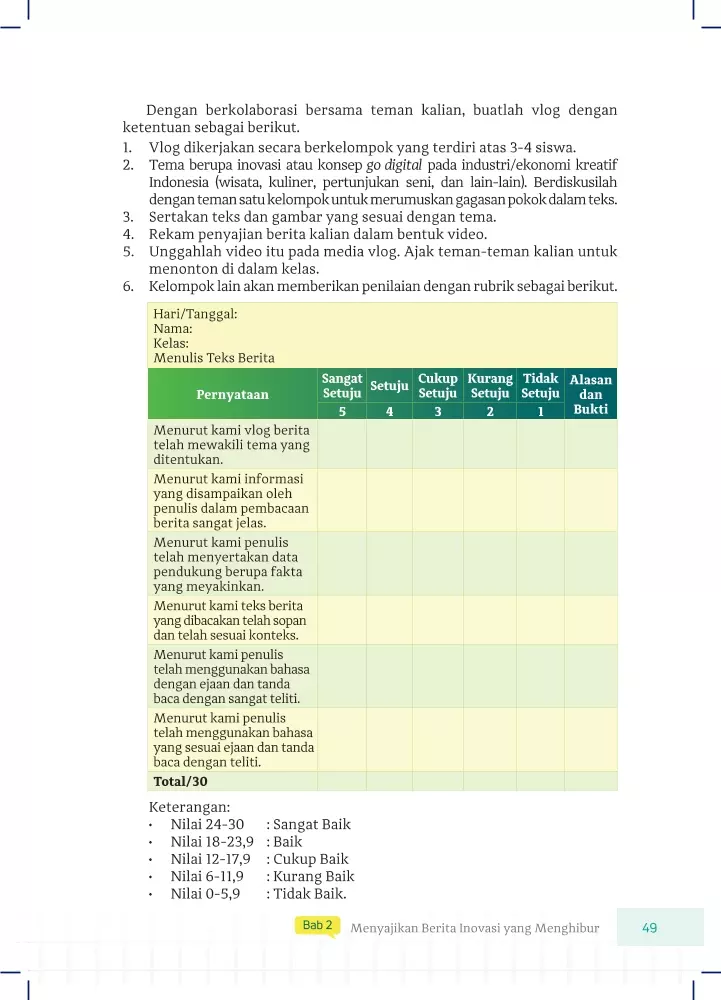 Dengan berkolaborasi bersama teman kalian, buatlah vlog dengan
ketentuan sebagai berikut.
1. Vlog dikerjakan secara berkelompok yang terdiri atas 3-4 siswa.
2. Tema berupa inovasi atau konsep go digital pada industri/ekonomi kreatif
Indonesia (wisata, kuliner, pertunjukan seni, dan lain-lain). Berdiskusilah
dengan teman satu kelompok untuk merumuskan gagasan pokok dalam teks.
3. Sertakan teks dan gambar yang sesuai dengan tema.
4. Rekam penyajian berita kalian dalam bentuk video.
5. Unggahlah video itu pada media vlog. Ajak teman-teman kalian untuk
menonton di dalam kelas.
6. Kelompok lain akan memberikan penilaian dengan rubrik sebagai berikut.
Hari/Tanggal:
Nama:
Kelas:
Menulis Teks Berita
Pernyataan
Sangat Setuju 5
Setuju 4
Cukup Setuju 3
Kurang Setuju 2
Tidak Setuju 1
Alasan dan Bukti
Menurut kami vlog berita
telah mewakili tema yang
ditentukan.
Menurut kami informasi
yang disampaikan oleh
penulis dalam pembacaan
berita sangat jelas.
Menurut kami penulis
telah menyertakan data
pendukung berupa fakta
yang meyakinkan.
Menurut kami teks berita
yang dibacakan telah sopan
dan telah sesuai konteks.
Menurut kami penulis
telah menggunakan bahasa
dengan ejaan dan tanda
baca dengan sangat teliti.
Menurut kami penulis
telah menggunakan bahasa
yang sesuai ejaan dan tanda
baca dengan teliti.
Total/30
Keterangan:
• Nilai 24-30 : Sangat Baik
• Nilai 18-23,9 : Baik
• Nilai 12-17,9 : Cukup Baik
• Nilai 6-11,9 : Kurang Baik
• Nilai 0-5,9 : Tidak Baik.
Bab 2 Menyajikan Berita Inovasi yang Menghibur 49